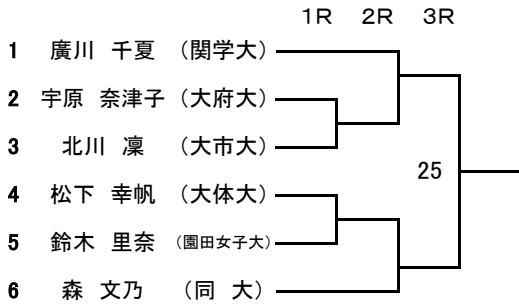 1R 2R 3R
1 廣川 千夏 (関学大)
2 宇原 奈津子 (大府大)
3 北川 凜 (大市大)
4 松下 幸帆 (大体大)
25
5 鈴木 里奈 (園田女子大)
6 森 文乃 (同 大)